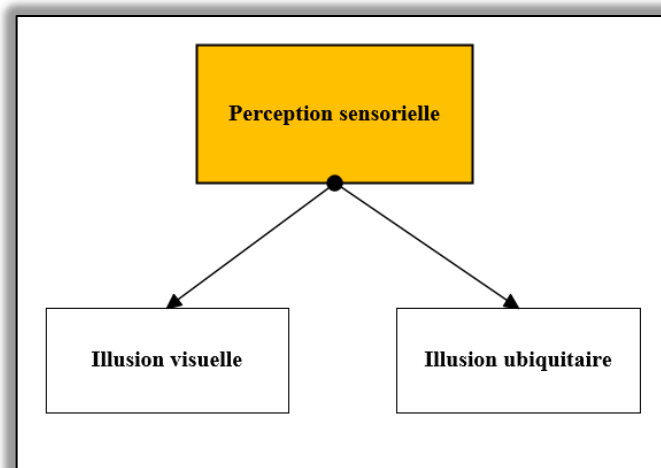 Perception sensorielle
Illusion visuelle
Illusion ubiquitaire